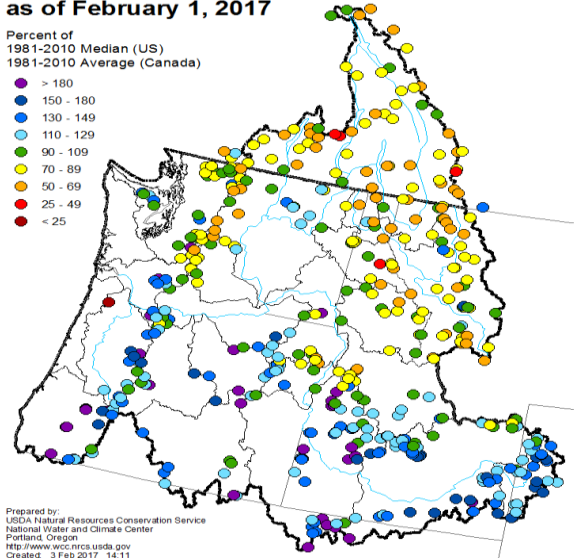 as of February 1, 2017
Percent of
1981-2010 Median (US)
1981-2010 Average (Canada)
> 180
150 - 180
130 - 149
110 - 129
90 - 109
70 - 89
50 - 69
25 - 49
< 25
Prepared by:
USDA Natural Resources Conservation Service
National Water and Climate Center
Portland, Oregon
http://www.wcc.nrcs.usda.gov
Created: 3 Feb 2017 14:11